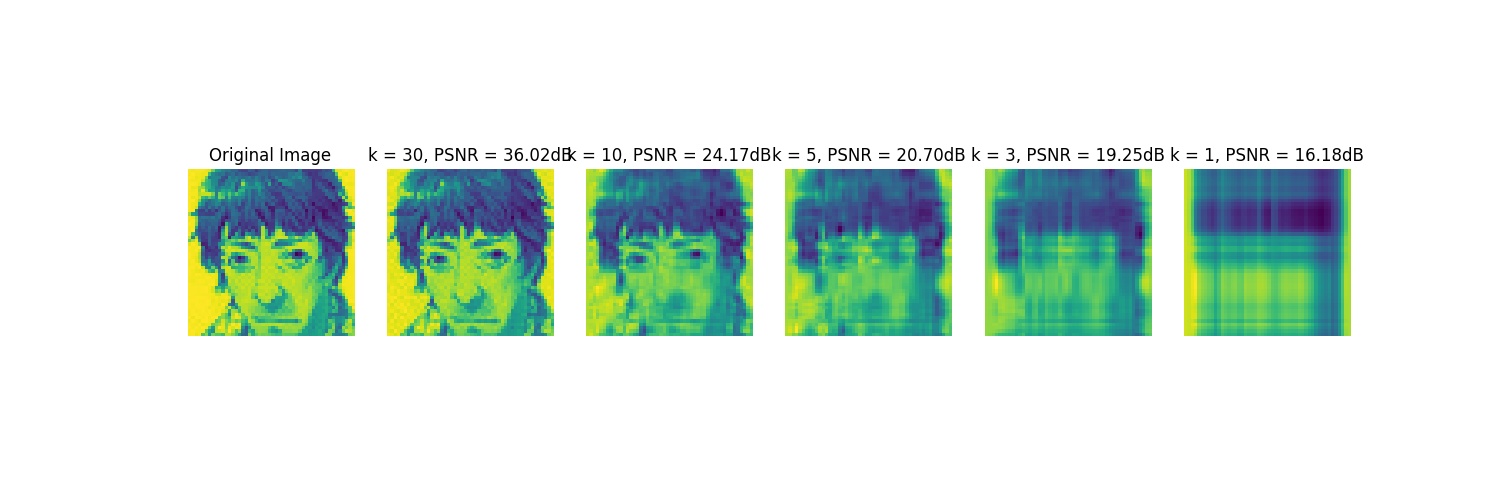 Original Image
k = 30, PSNR = 36.02dB
k = 10, PSNR = 24.17dB
k = 5, PSNR = 20.70dB
k = 3, PSNR = 19.25dB
k = 1, PSNR = 16.18dB